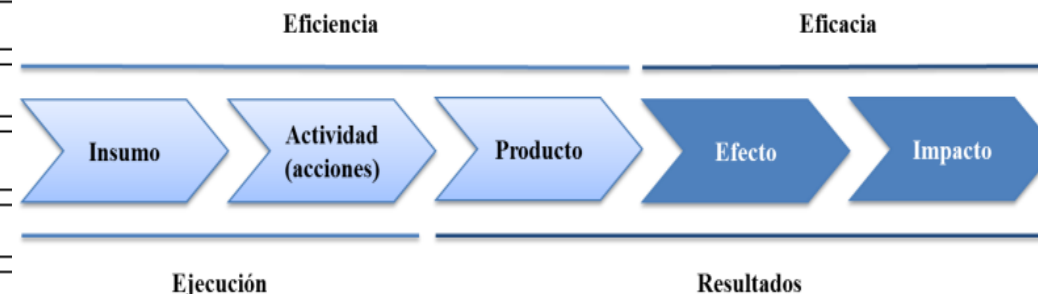 Eficiencia
Eficacia
Insumo
Actividad
(acciones)
Producto
Efecto
Impacto
Ejecución
Resultados